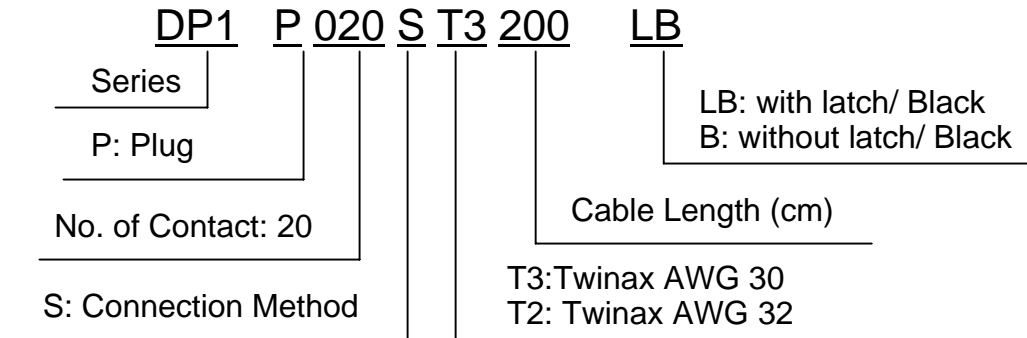 DP1 P 020 S T3 200 LB
Series
LB: with latch/ Black
B: without latch/ Black
P: Plug
Cable Length (cm)
No. of Contact: 20
T3:Twinax AWG 30
T2: Twinax AWG 32
S: Connection Method